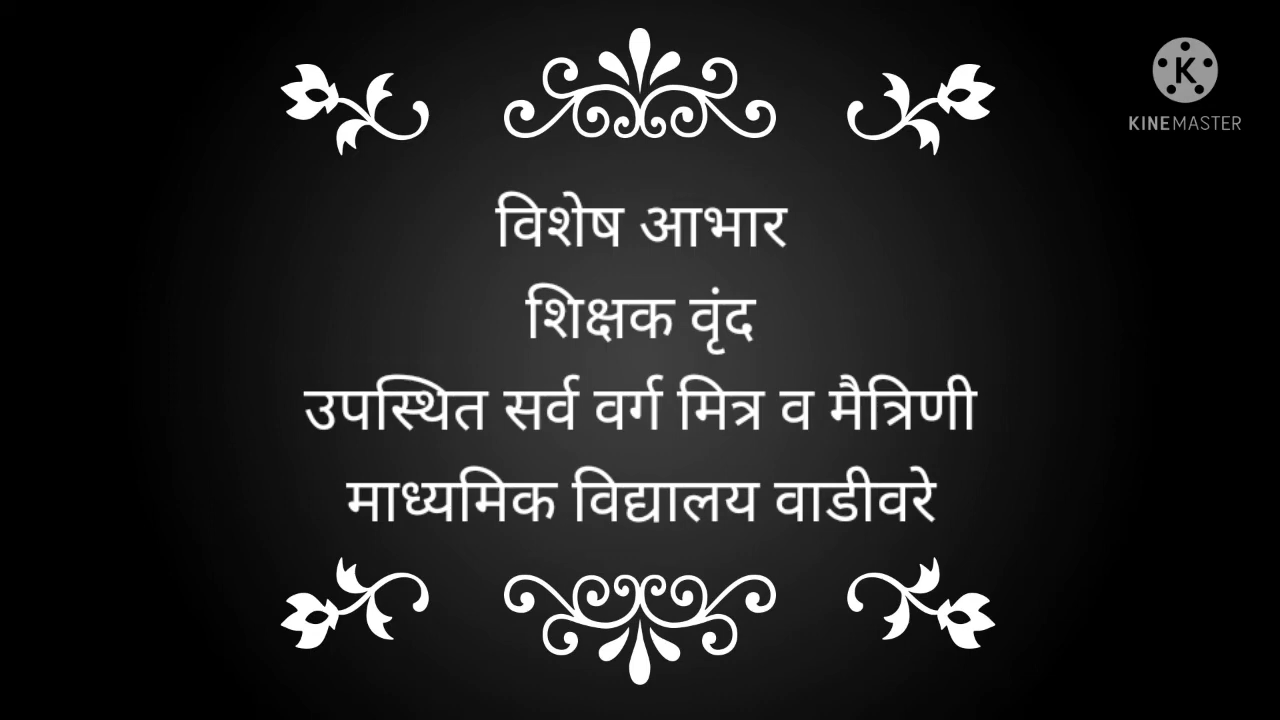 विशेष आभार
शिक्षक वृंद
उपस्थित सर्व वर्ग मित्र व मैत्रिणी
माध्यमिक विद्यालय वाडीवरे
K
KINEMASTER